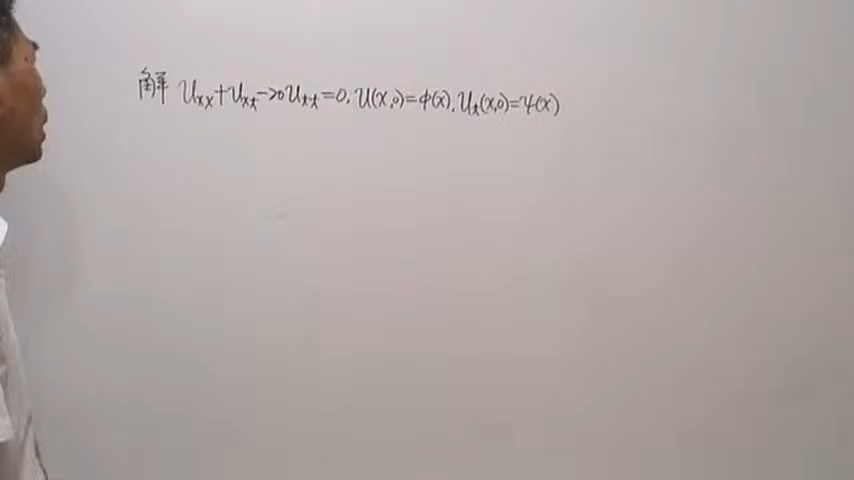 解 Uxx+Uxt-20Utt=0. U(x,0)=φ(x). Ut(x,0)=ψ(x)